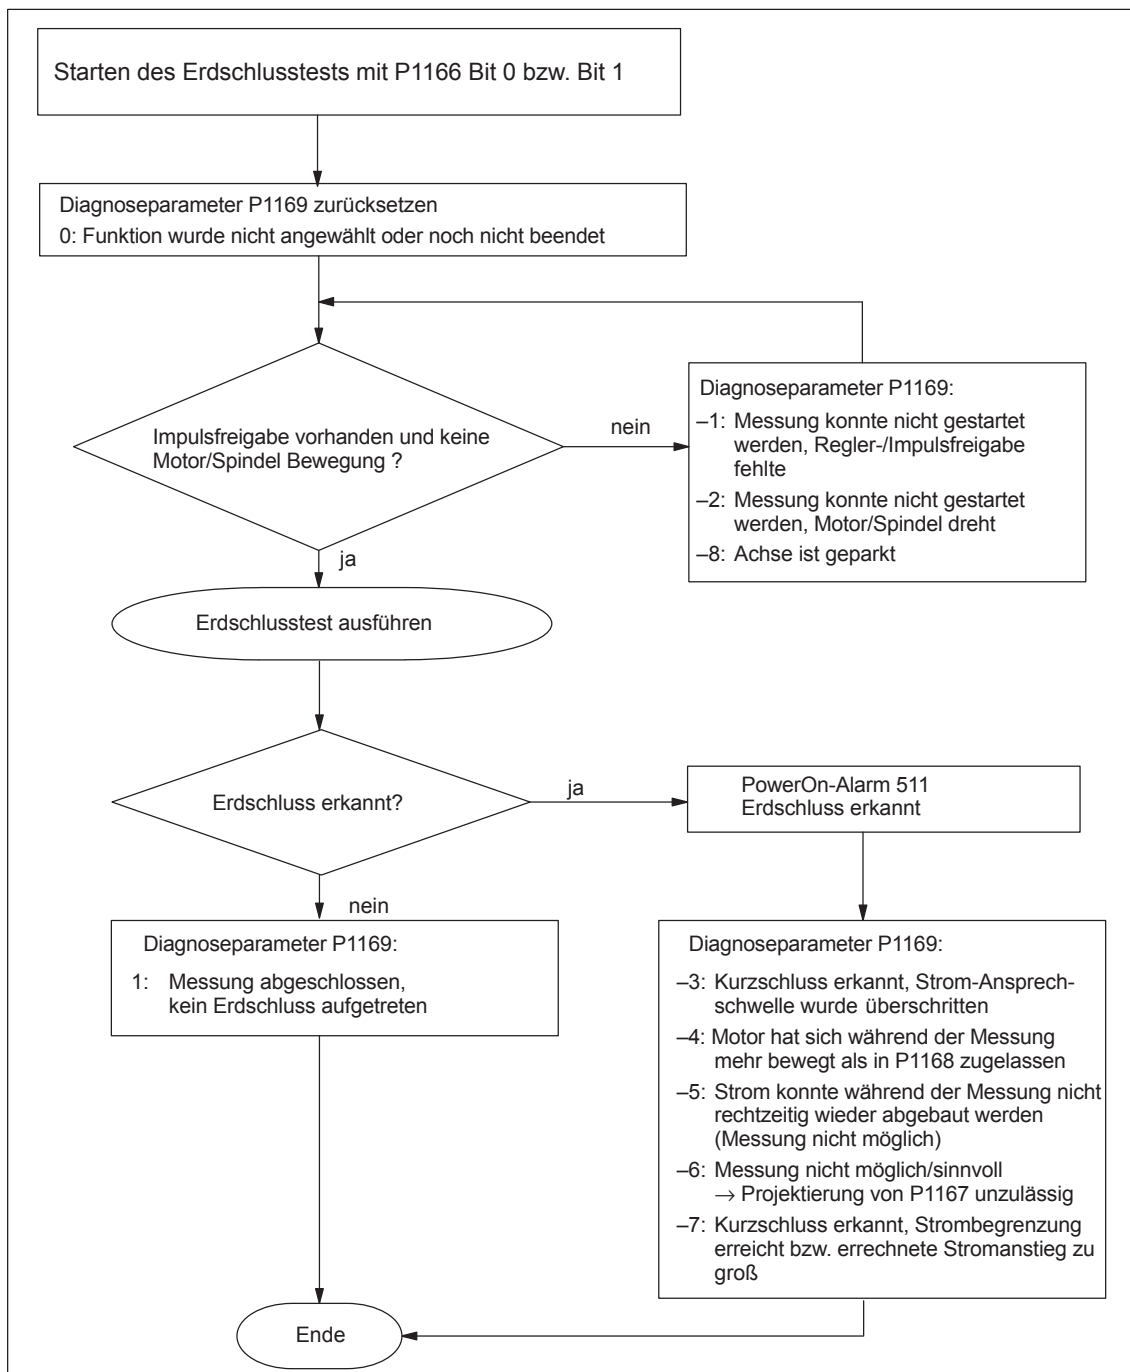 Starten des Erdschlusstests mit P1166 Bit 0 bzw. Bit 1
Diagnoseparameter P1169 zurücksetzen
0: Funktion wurde nicht angewählt oder noch nicht beendet
Impulsfreigabe vorhanden und keine
Motor/Spindel Bewegung ?
nein
Diagnoseparameter P1169:
–1: Messung konnte nicht gestartet
werden, Regler-/Impulsfreigabe
fehlte
–2: Messung konnte nicht gestartet
werden, Motor/Spindel dreht
–8: Achse ist geparkt
ja
Erdschlusstest ausführen
Erdschluss erkannt?
ja
PowerOn-Alarm 511
Erdschluss erkannt
nein
Diagnoseparameter P1169:
1: Messung abgeschlossen,
kein Erdschluss aufgetreten
Diagnoseparameter P1169:
–3: Kurzschluss erkannt, Strom-Ansprech-
schwelle wurde überschritten
–4: Motor hat sich während der Messung
mehr bewegt als in P1168 zugelassen
–5: Strom konnte während der Messung nicht
rechtzeitig wieder abgebaut werden
(Messung nicht möglich)
–6: Messung nicht möglich/sinnvoll
→ Projektierung von P1167 unzulässig
–7: Kurzschluss erkannt, Strombegrenzung
erreicht bzw. errechnete Stromanstieg zu
groß
Ende